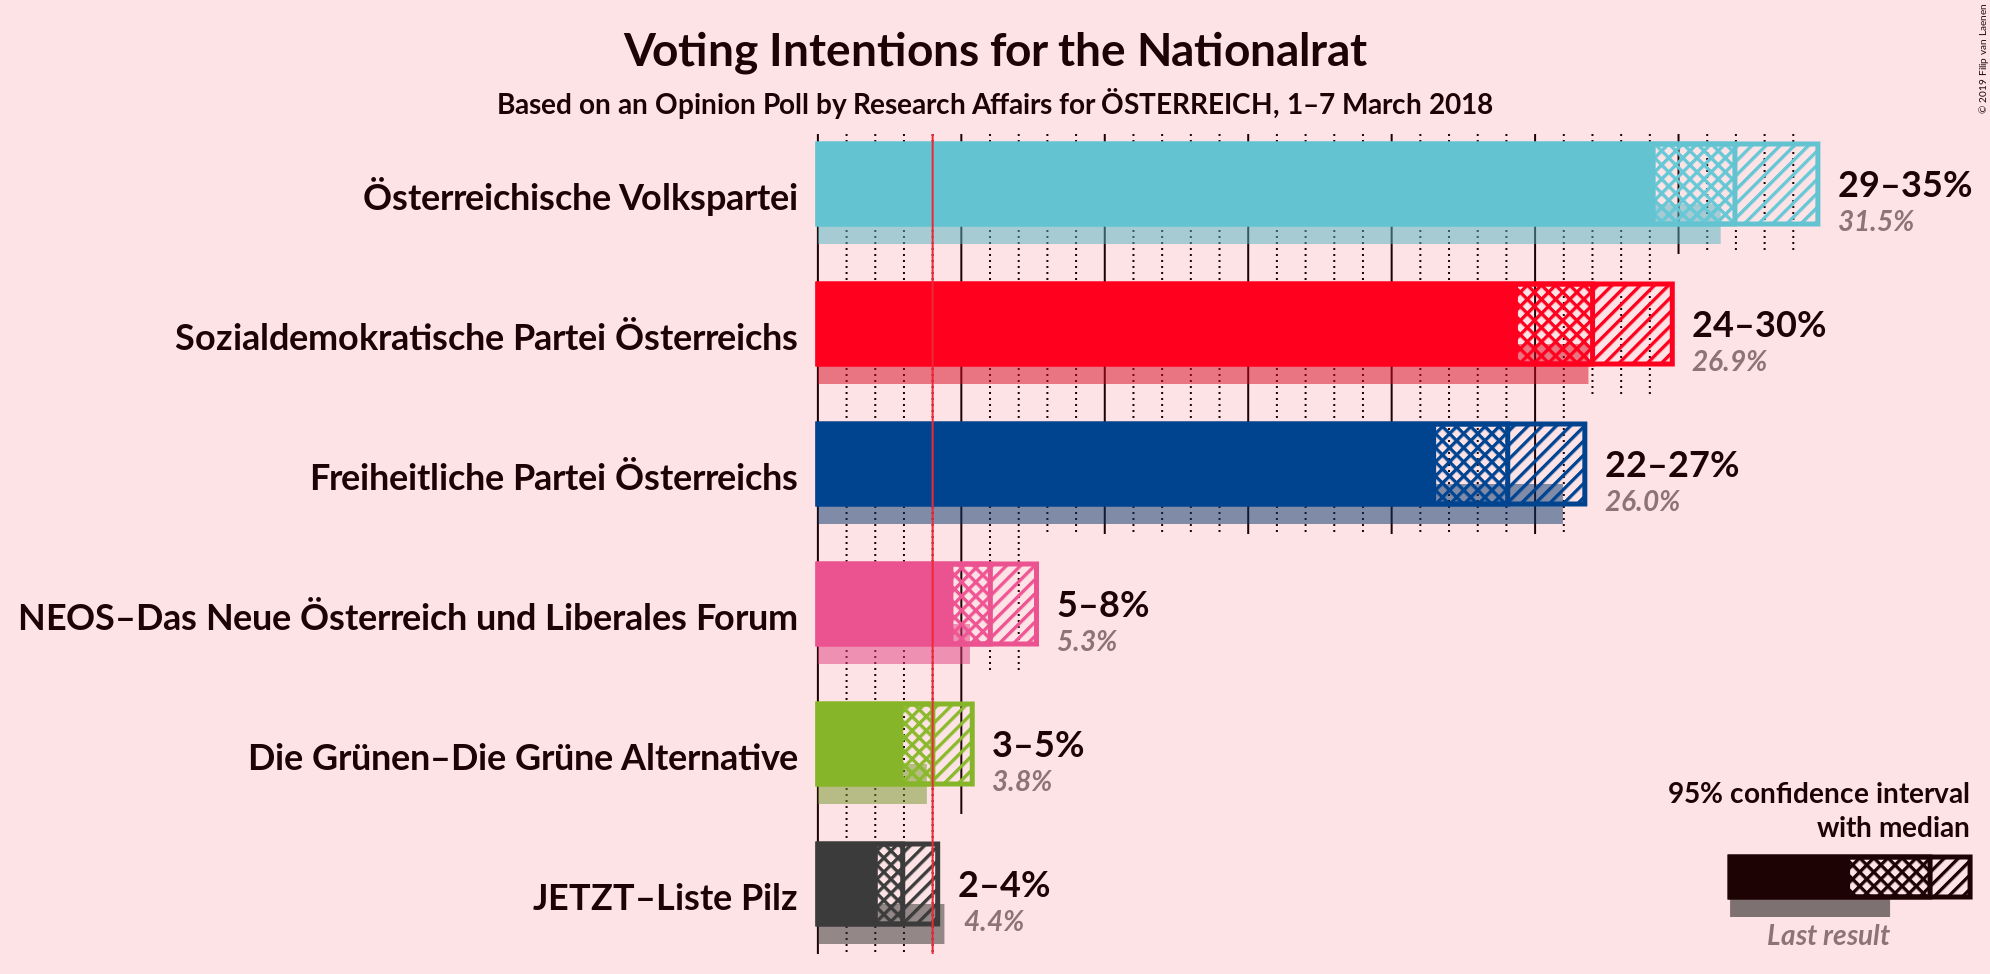 Voting Intentions for the Nationalrat
Based on an Opinion Poll by Research Affairs for ÖSTERREICH, 1–7 March 2018
© 2019 Filip van Laenen
Österreichische Volkspartei
29–35%
31.5%
Sozialdemokratische Partei Österreichs
24–30%
26.9%
Freiheitliche Partei Österreichs
22–27%
26.0%
NEOS–Das Neue Österreich und Liberales Forum
5–8%
5.3%
Die Grünen–Die Grüne Alternative
3–5%
3.8%
JETZT–Liste Pilz
2–4%
4.4%
95% confidence interval
with median
Last result